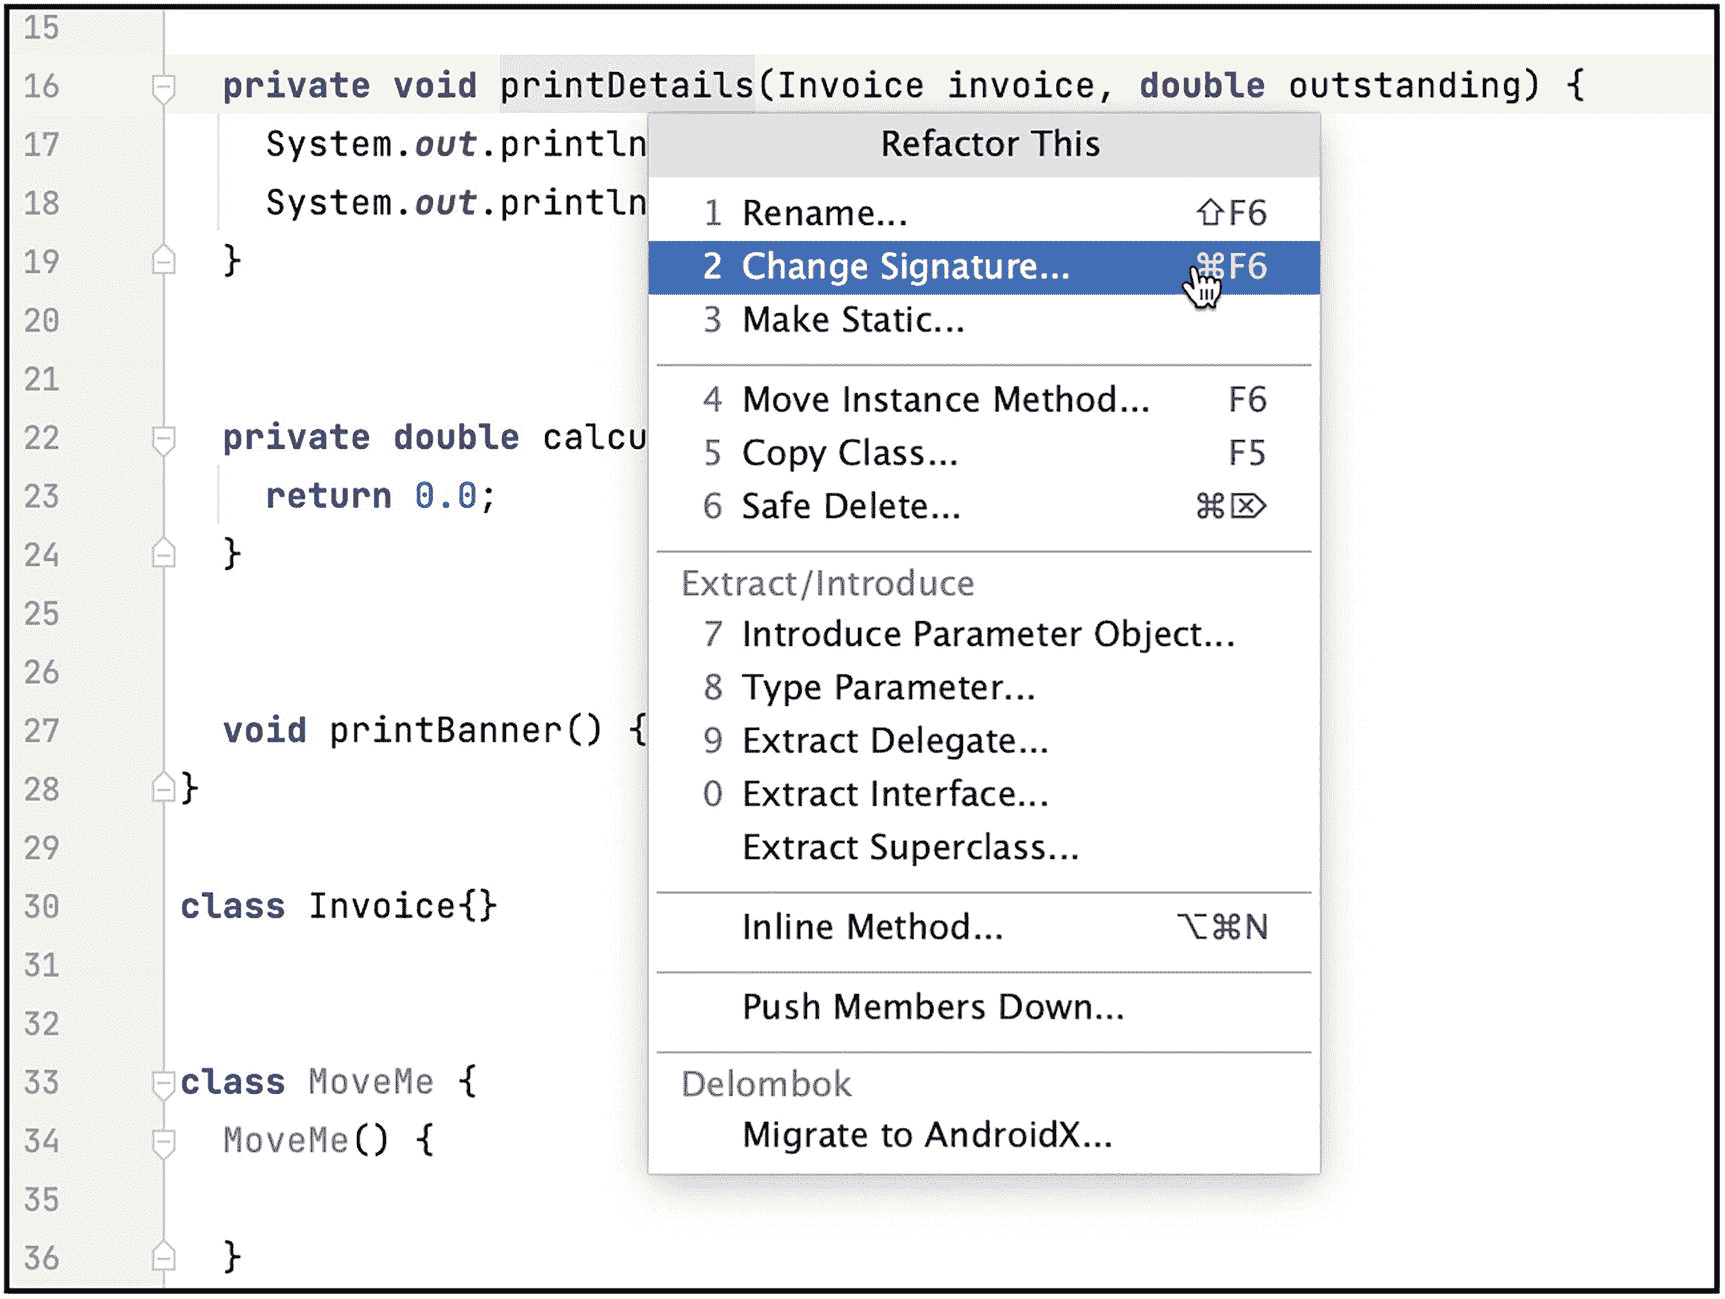 15
16 private void printDetails(Invoice invoice, double outstanding) {
17 System.out.println
18 System.out.println
19 }
20
21
22 private double calcu
23 return 0.0;
24 }
25
26
27 void printBanner() {
28 }
29
30 class Invoice{}
31
32
33 class MoveMe {
34 MoveMe() {
35
36 }
Refactor This
1 Rename... ⇧F6
2 Change Signature... ⌘F6
3 Make Static...
4 Move Instance Method... F6
5 Copy Class... F5
6 Safe Delete... ⌘⌦
Extract/Introduce
7 Introduce Parameter Object...
8 Type Parameter...
9 Extract Delegate...
0 Extract Interface...
Extract Superclass...
Inline Method... ⌥⌘N
Push Members Down...
Delombok
Migrate to AndroidX...